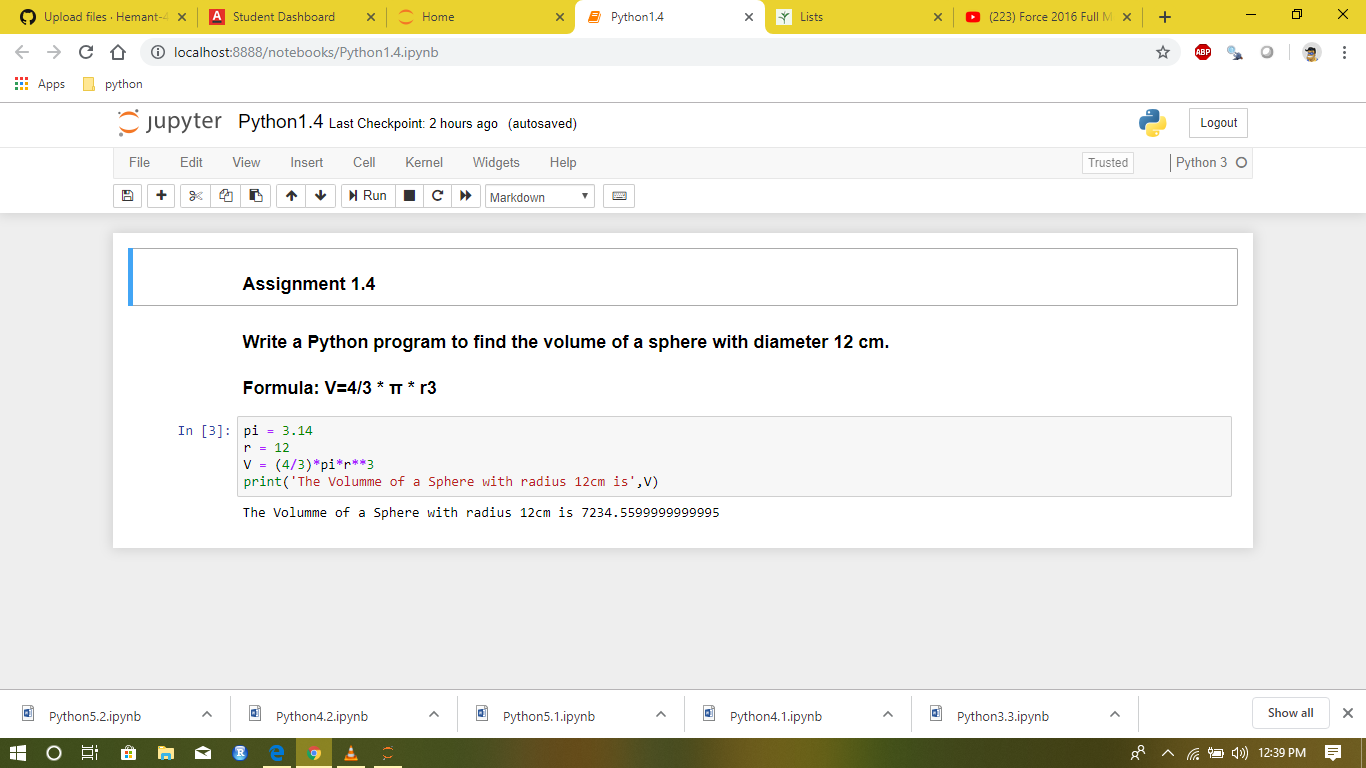 Upload files · Hemant-4
Student Dashboard
Home
Python1.4
Lists
(223) Force 2016 Full M
localhost:8888/notebooks/Python1.4.ipynb
ABP
Apps
python
jupyter Python1.4 Last Checkpoint: 2 hours ago (autosaved)
Logout
File Edit View Insert Cell Kernel Widgets Help
Trusted
Python 3
Run
Markdown
Assignment 1.4
Write a Python program to find the volume of a sphere with diameter 12 cm.
Formula: V=4/3 * π * r3
In [3]:
pi = 3.14
r = 12
V = (4/3)*pi*r**3
print('The Volumme of a Sphere with radius 12cm is',V)
The Volumme of a Sphere with radius 12cm is 7234.5599999999995
Python5.2.ipynb
Python4.2.ipynb
Python5.1.ipynb
Python4.1.ipynb
Python3.3.ipynb
Show all
12:39 PM